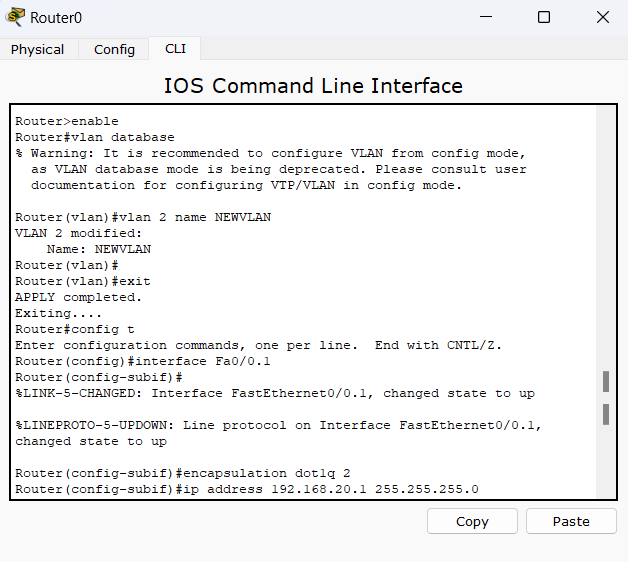 Router0
Physical Config CLI
IOS Command Line Interface
Router>enable
Router#vlan database
% Warning: It is recommended to configure VLAN from config mode,
  as VLAN database mode is being deprecated. Please consult user
  documentation for configuring VTP/VLAN in config mode.

Router(vlan)#vlan 2 name NEWVLAN
VLAN 2 modified:
    Name: NEWVLAN
Router(vlan)#
Router(vlan)#exit
APPLY completed.
Exiting....
Router#config t
Enter configuration commands, one per line.  End with CNTL/Z.
Router(config)#interface Fa0/0.1
Router(config-subif)#
%LINK-5-CHANGED: Interface FastEthernet0/0.1, changed state to up

%LINEPROTO-5-UPDOWN: Line protocol on Interface FastEthernet0/0.1,
changed state to up

Router(config-subif)#encapsulation dot1q 2
Router(config-subif)#ip address 192.168.20.1 255.255.255.0
Copy Paste